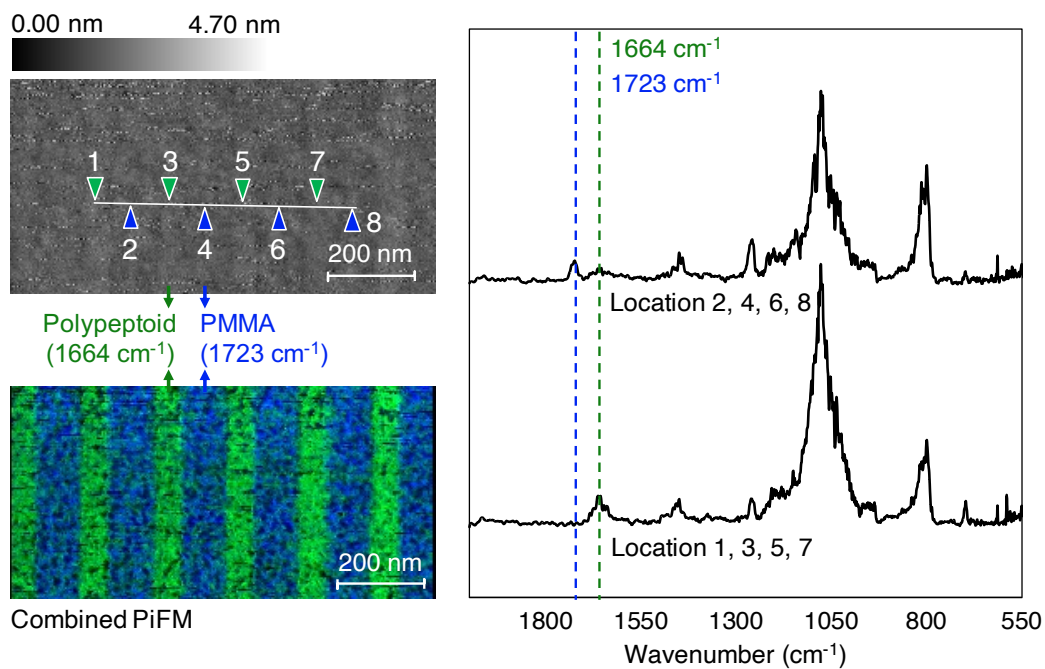 0.00 nm 4.70 nm
1 3 5 7
2 4 6 8
200 nm
Polypeptoid
(1664 cm⁻¹)
PMMA
(1723 cm⁻¹)
200 nm
Combined PiFM
1664 cm⁻¹
1723 cm⁻¹
Location 2, 4, 6, 8
Location 1, 3, 5, 7
1800 1550 1300 1050 800 550
Wavenumber (cm⁻¹)